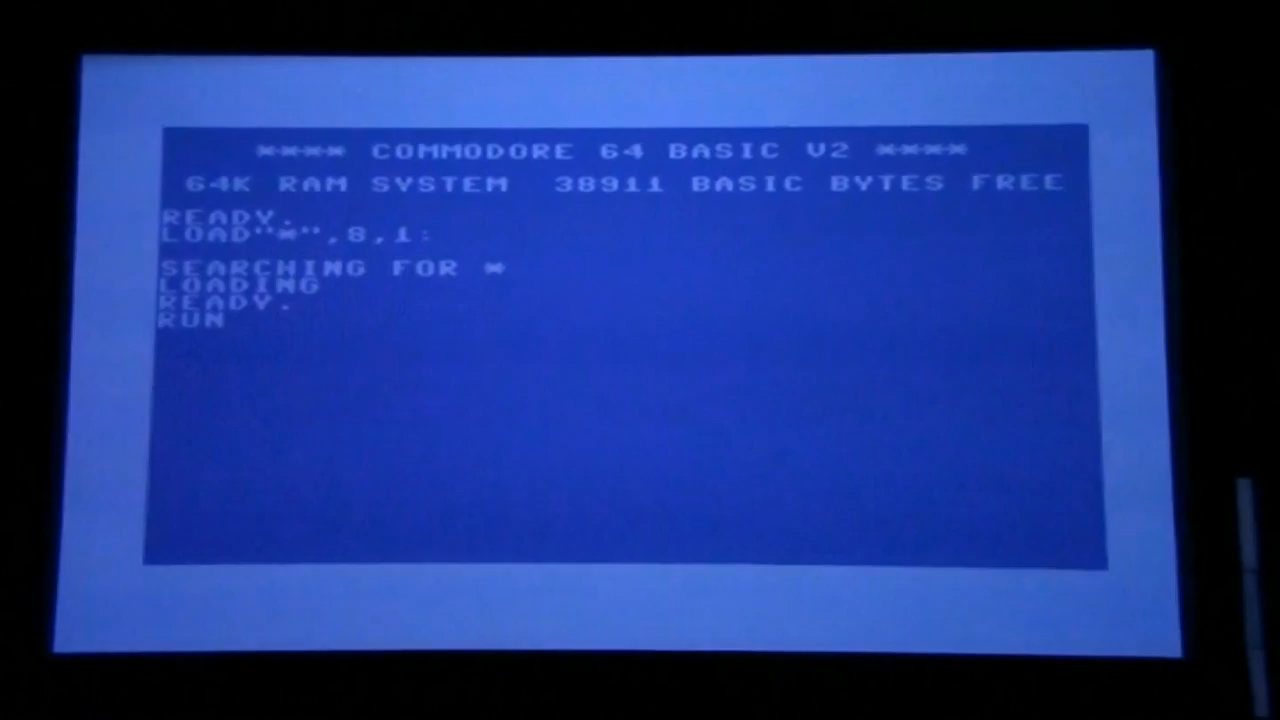 **** COMMODORE 64 BASIC V2 ****
64K RAM SYSTEM  38911 BASIC BYTES FREE
READY.
LOAD"*",8,1:
SEARCHING FOR *
LOADING
READY.
RUN